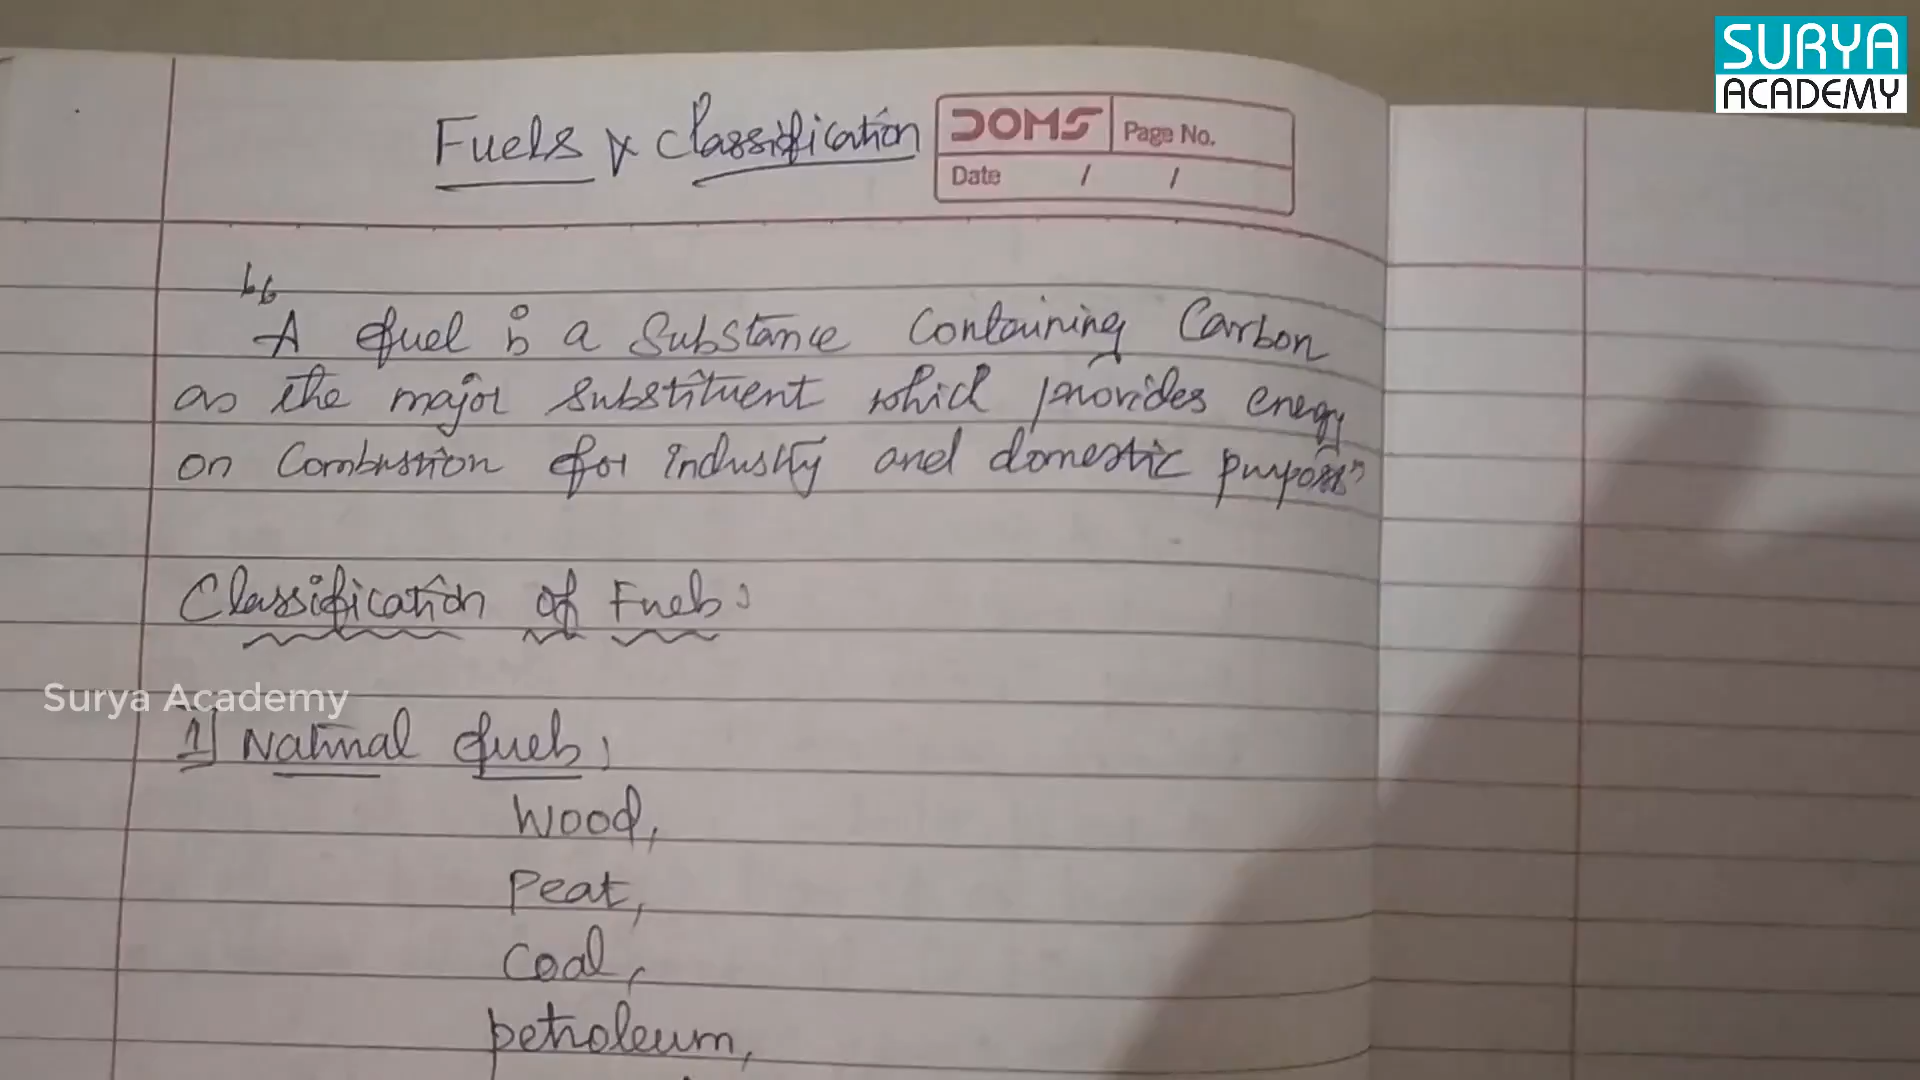 SURYA
ACADEMY
Fuels & Classification
DOMS Page No.
Date / /
"A fuel is a Substance Containing Carbon
as the major substituent which provides energy
on Combustion for industry and domestic purposes"
Classification of Fuels:
Surya Academy
1] Natural fuels:
Wood,
Peat,
Coal,
petroleum,